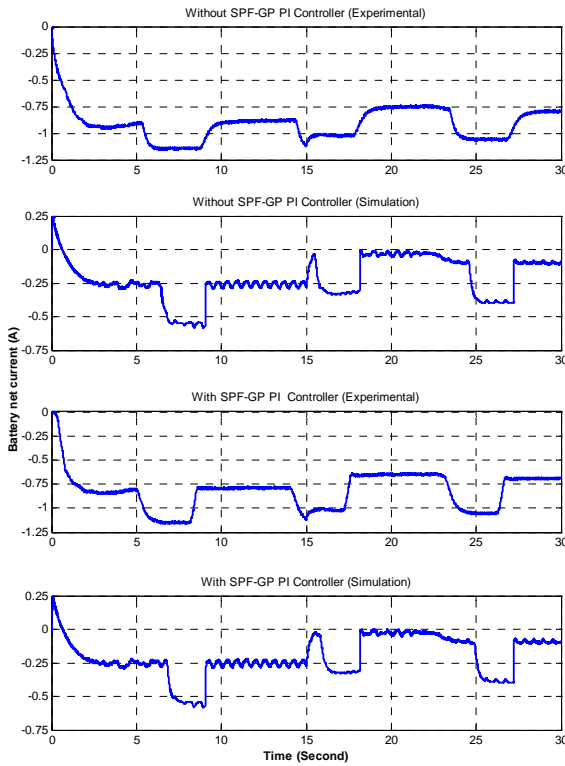 Without SPF-GP PI Controller (Experimental)
0
-0.25
-0.5
-0.75
-1
-1.25
0 5 10 15 20 25 30
Without SPF-GP PI Controller (Simulation)
0.25
0
-0.25
-0.5
-0.75
0 5 10 15 20 25 30
Battery net current (A)
With SPF-GP PI Controller (Experimental)
0
-0.25
-0.5
-0.75
-1
-1.25
0 5 10 15 20 25 30
With SPF-GP PI Controller (Simulation)
0.25
0
-0.25
-0.5
-0.75
0 5 10 15 20 25 30
Time (Second)